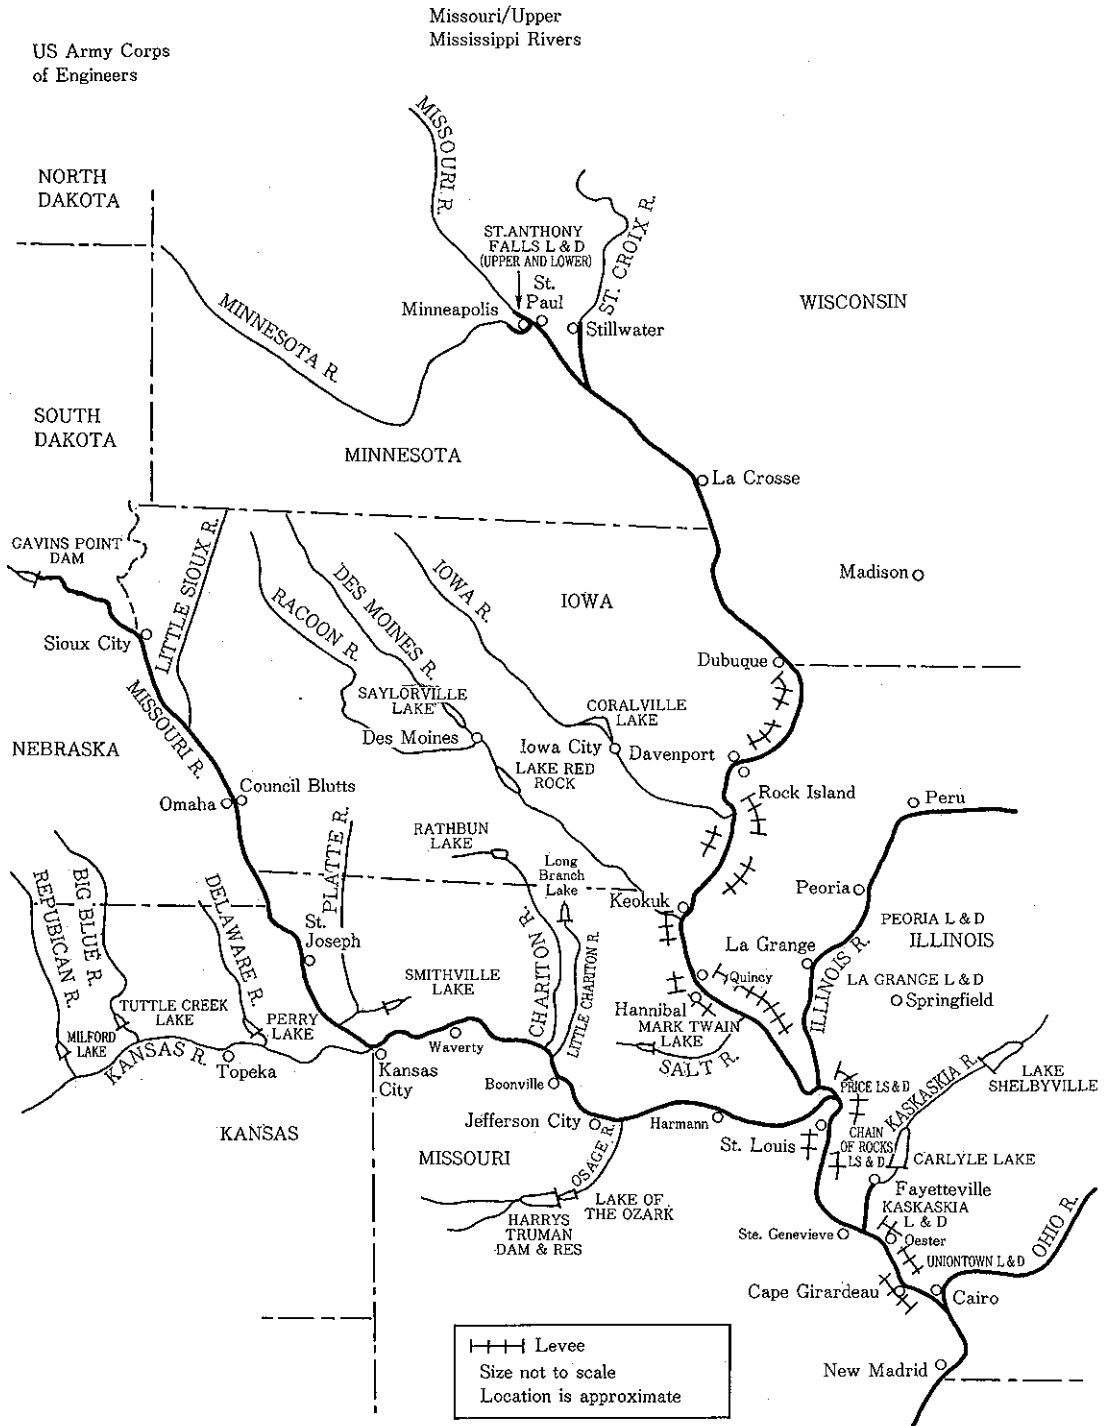 Missouri/Upper
Mississippi Rivers
US Army Corps
of Engineers
MISSOURI R.
NORTH
DAKOTA
ST. CROIX R.
ST.ANTHONY
FALLS L & D
(UPPER AND LOWER)
St.
Paul
Minneapolis
Stillwater
WISCONSIN
MINNESOTA R.
SOUTH
DAKOTA
MINNESOTA
La Crosse
GAVINS POINT
DAM
LITTLE SIOUX R.
RACOON R.
DES MOINES R.
IOWA R.
IOWA
Madison
Sioux City
Dubuque
MISSOURI R.
SAYLORVILLE
LAKE
CORALVILLE
LAKE
NEBRASKA
Des Moines
Iowa City
Davenport
LAKE RED
ROCK
Rock Island
Council Blutts
Omaha
Peru
PLATTE R.
RATHBUN
LAKE
Long
Branch
Lake
REPUBICAN R.
BIG BLUE R.
DELAWARE R.
St.
Joseph
Keokuk
Peoria
PEORIA L & D
ILLINOIS
CHARITON R.
LITTLE CHARITON R.
La Grange
ILLINOIS R.
LA GRANGE L & D
Springfield
Quincy
SMITHVILLE
LAKE
TUTTLE CREEK
LAKE
PERRY
LAKE
MILFORD
LAKE
Hannibal
MARK TWAIN
LAKE
SALT R.
Waverty
KANSAS R.
Topeka
Kansas
City
Boonville
PRICE LS & D
KASKASKIA R.
LAKE
SHELBYVILLE
KANSAS
Jefferson City
Harmann
St. Louis
CHAIN
OF ROCKS
LS & D
CARLYLE LAKE
MISSOURI
OSAGE R.
LAKE OF
THE OZARK
HARRYS
TRUMAN
DAM & RES
Fayetteville
KASKASKIA
L & D
Ste. Genevieve
Oester
UNIONTOWN L & D
OHIO R.
Cape Girardeau
Cairo
New Madrid
Levee
Size not to scale
Location is approximate